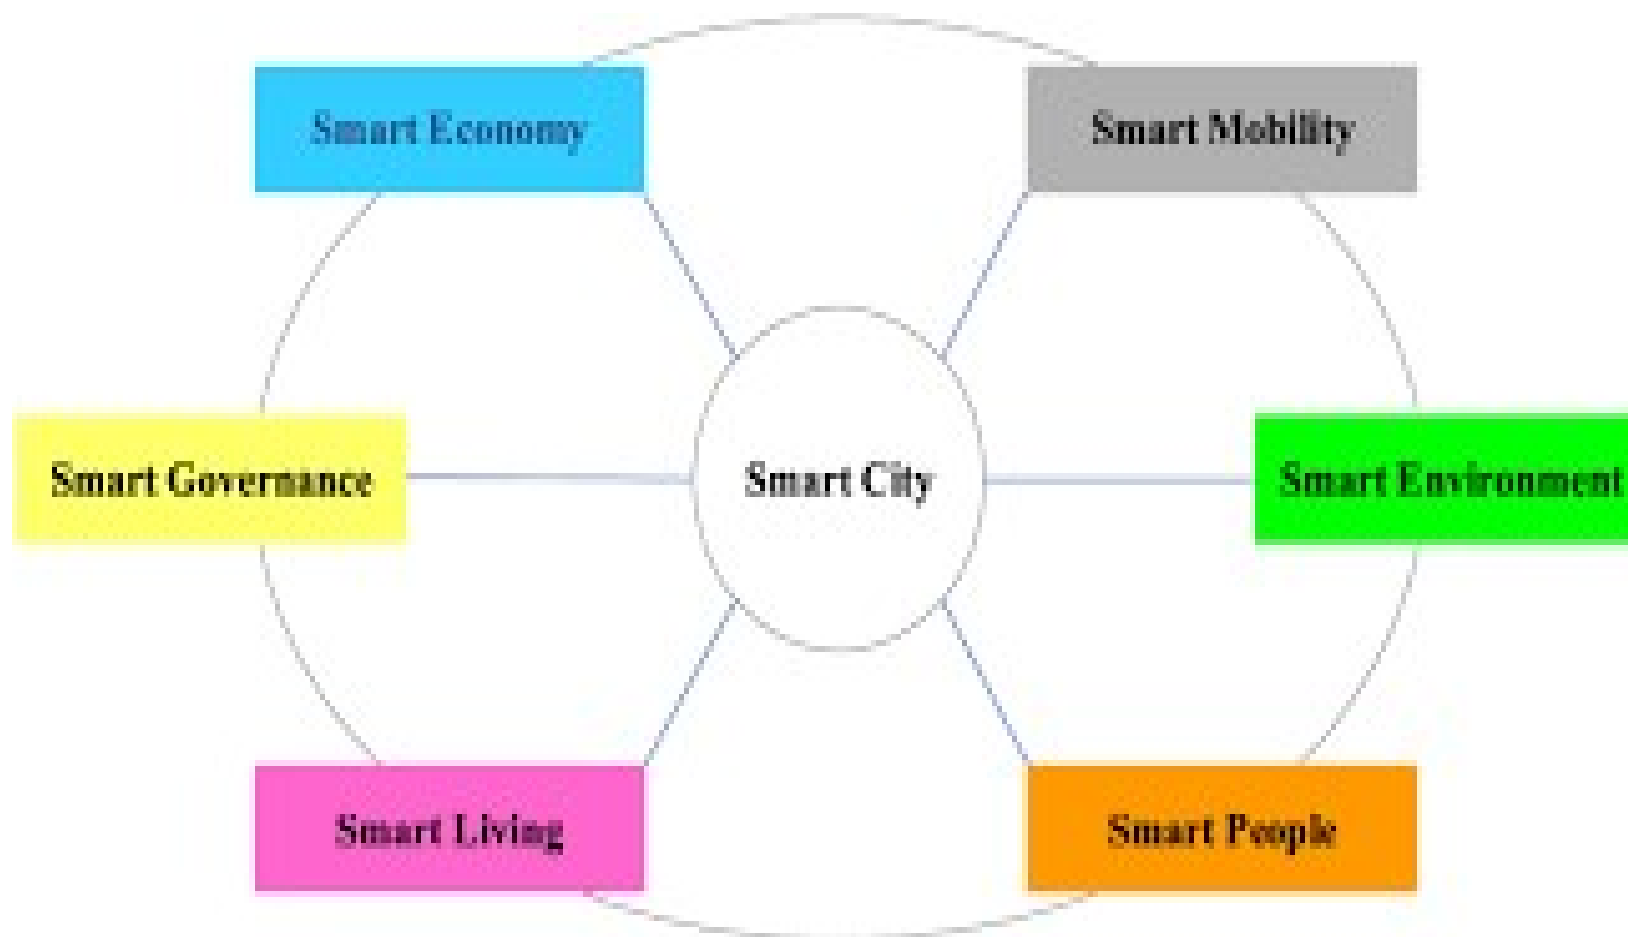 Smart Economy
Smart Mobility
Smart Governance
Smart City
Smart Environment
Smart Living
Smart People